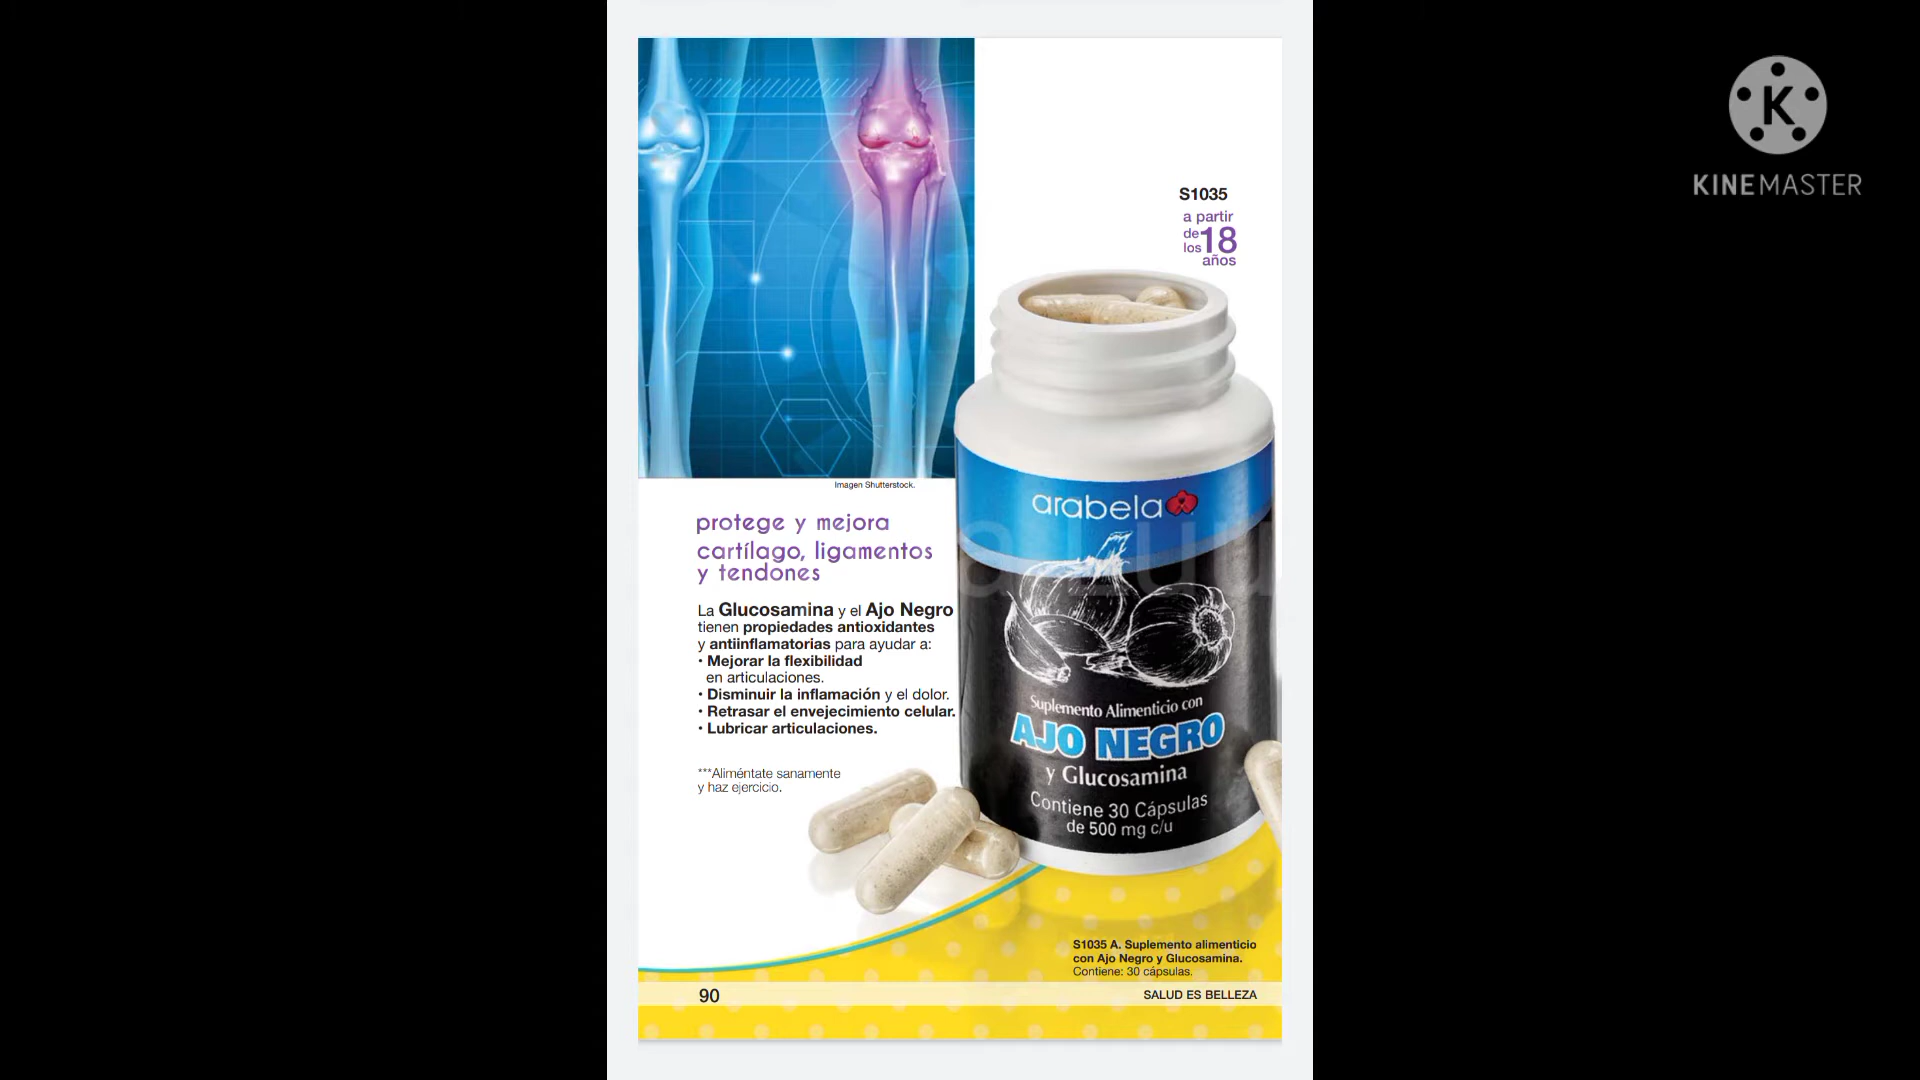 K
KINEMASTER
S1035
a partir
de los 18
años
Imagen Shutterstock.
protege y mejora
cartílago, ligamentos
y tendones
La Glucosamina y el Ajo Negro
tienen propiedades antioxidantes
y antiinflamatorias para ayudar a:
• Mejorar la flexibilidad
en articulaciones.
• Disminuir la inflamación y el dolor.
• Retrasar el envejecimiento celular.
• Lubricar articulaciones.
***Aliméntate sanamente
y haz ejercicio.
arabela
Suplemento Alimenticio con
AJO NEGRO
y Glucosamina
Contiene 30 Cápsulas
de 500 mg c/u
S1035 A. Suplemento alimenticio
con Ajo Negro y Glucosamina.
Contiene: 30 cápsulas.
90
SALUD ES BELLEZA